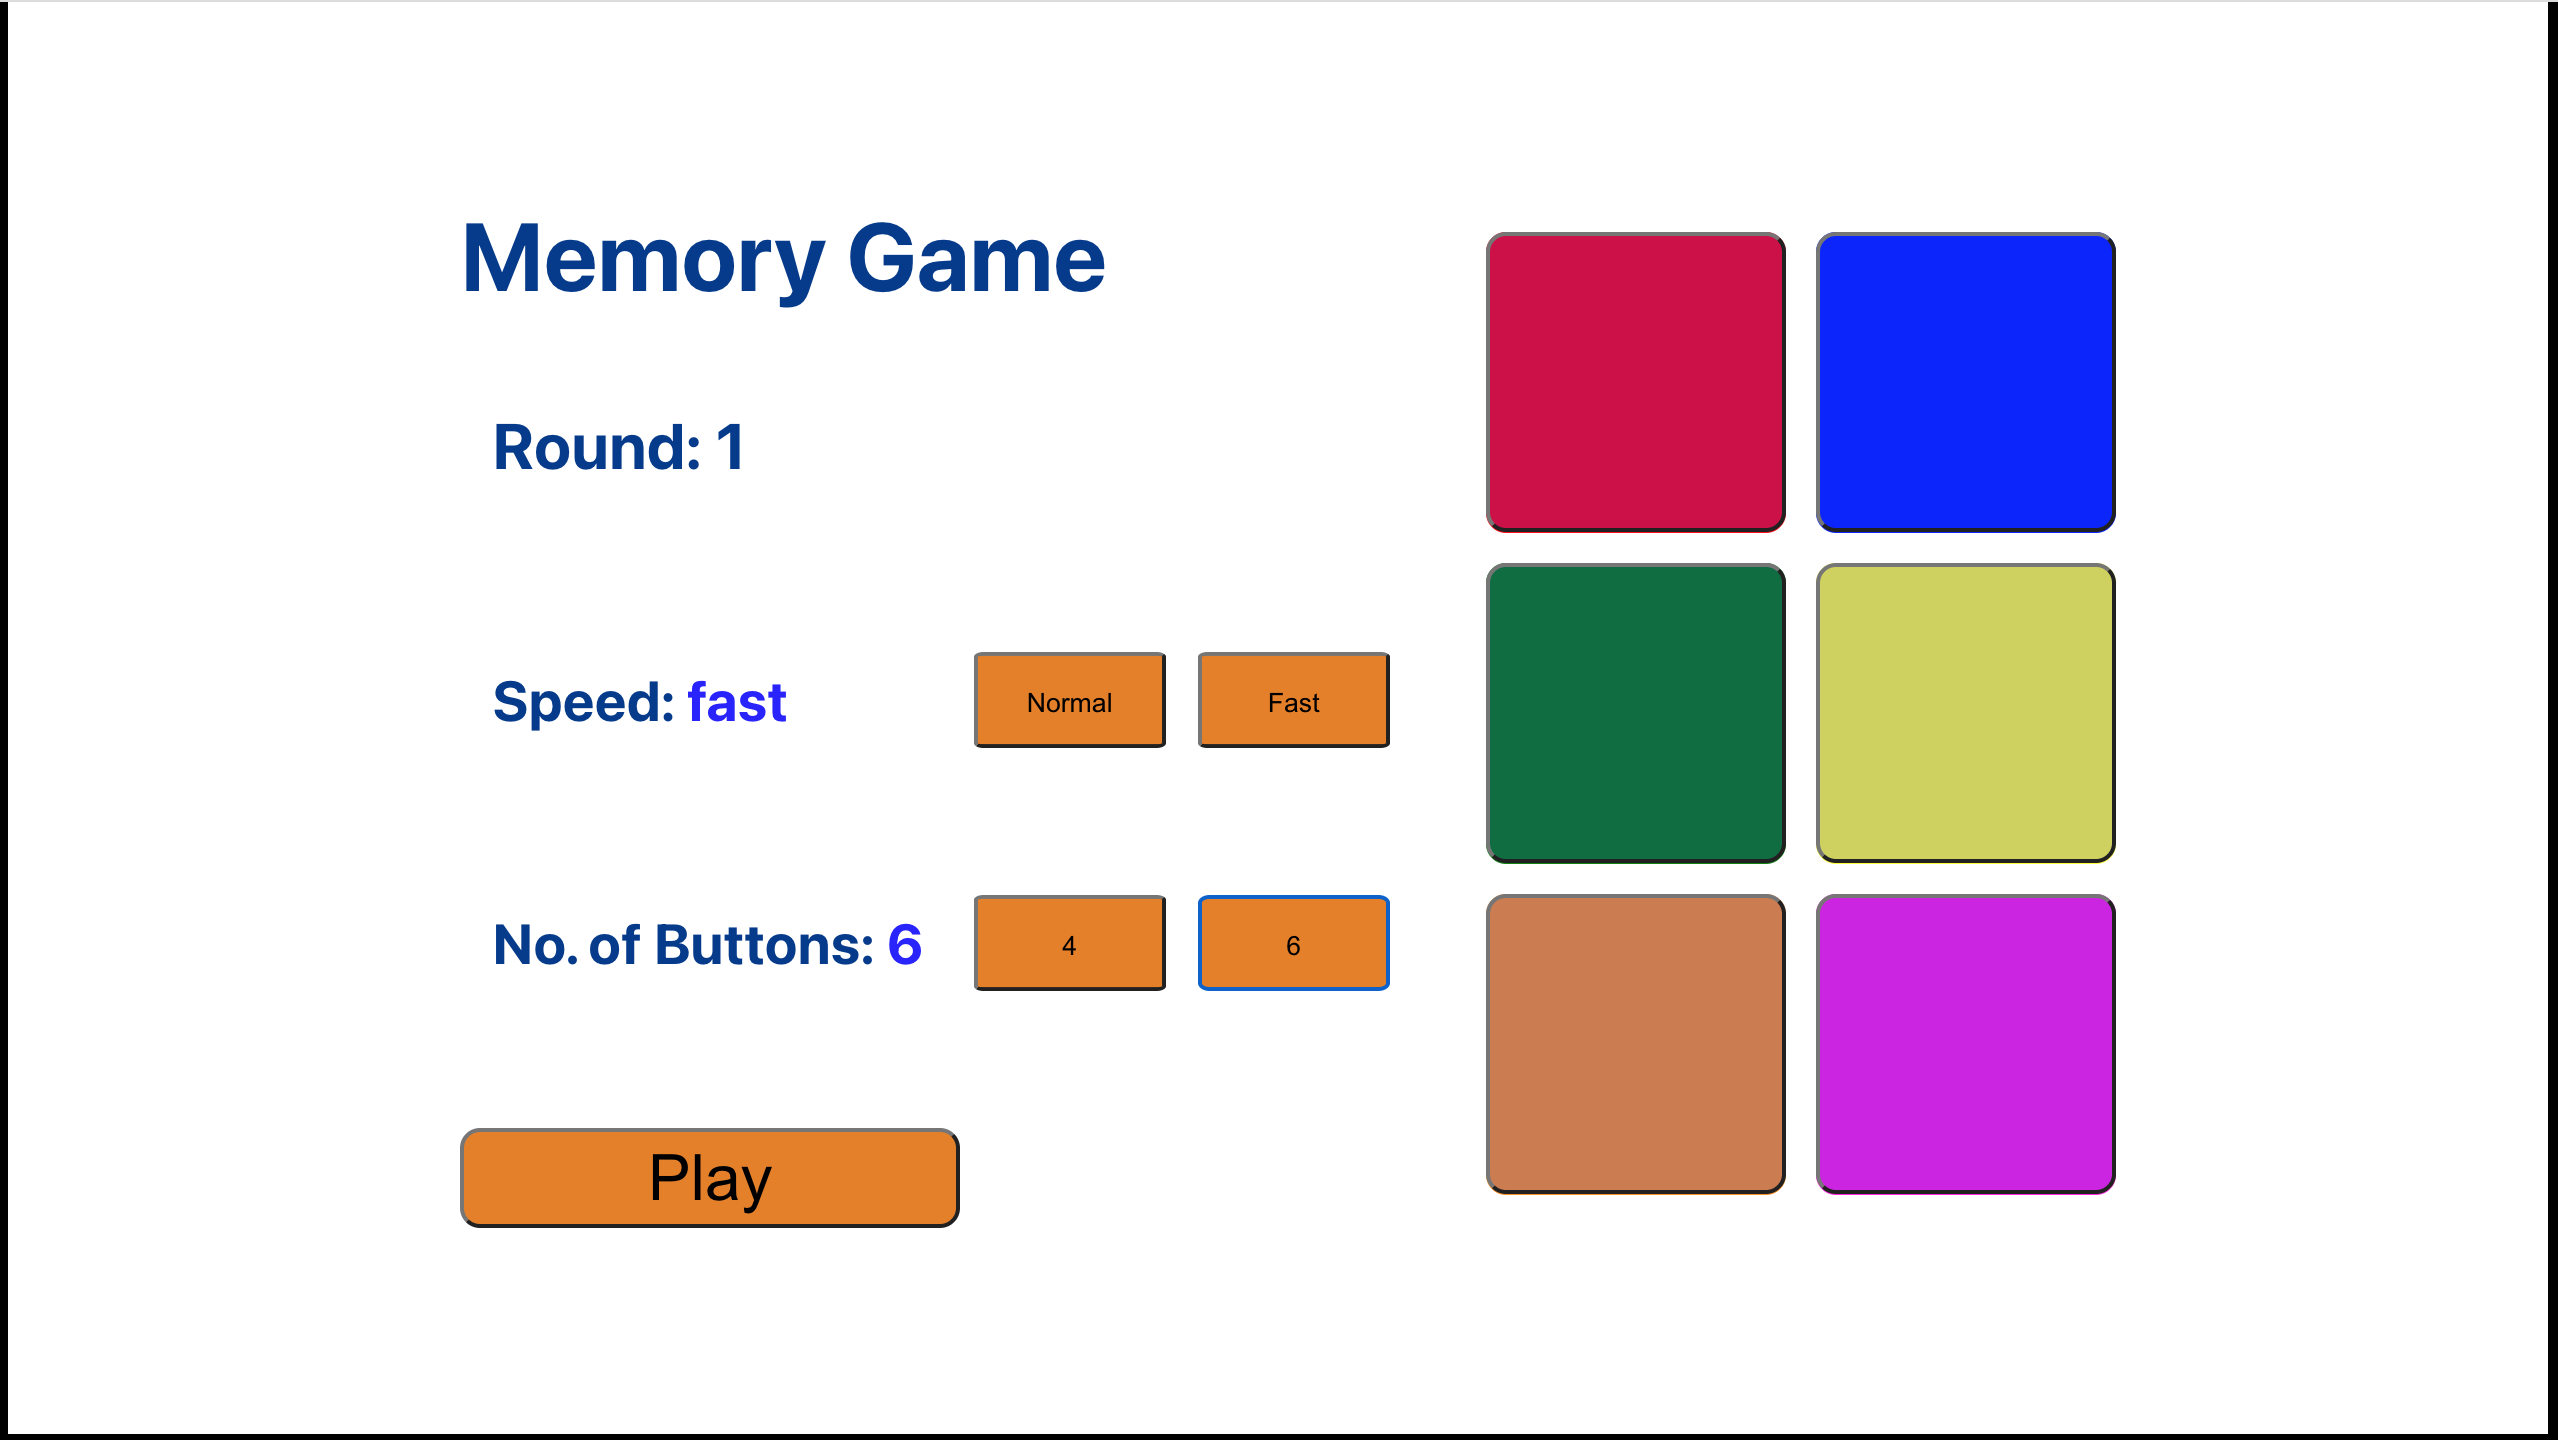 Memory Game
Round: 1
Speed: fast
Normal
Fast
No. of Buttons: 6
4
6
Play